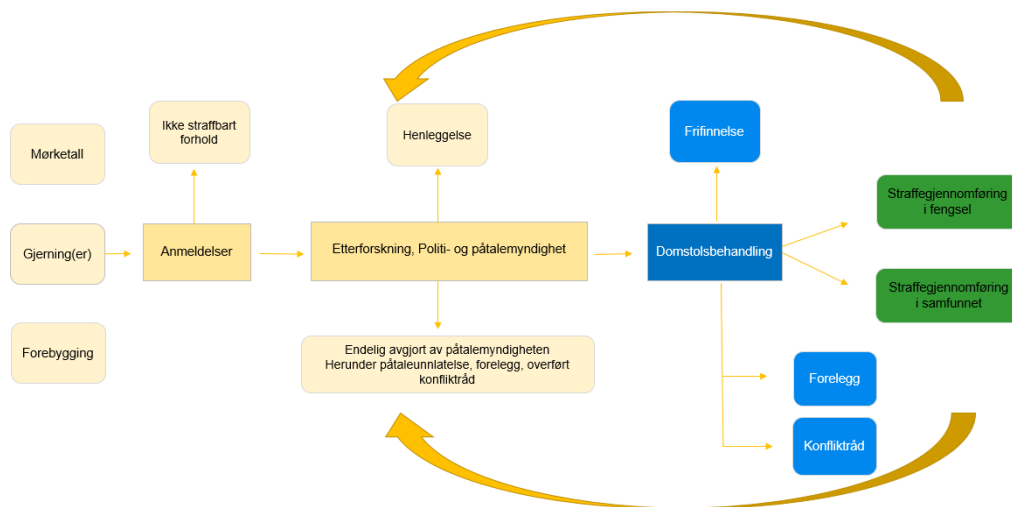 Mørketall
Ikke straffbart
forhold
Henleggelse
Frifinnelse
Gjerning(er)
Anmeldelser
Etterforskning, Politi- og påtalemyndighet
Domstolsbehandling
Straffegjennomføring
i fengsel
Straffegjennomføring
i samfunnet
Forebygging
Endelig avgjort av påtalemyndigheten
Herunder påtaleunnlatelse, forelegg, overført
konfliktråd
Forelegg
Konfliktråd